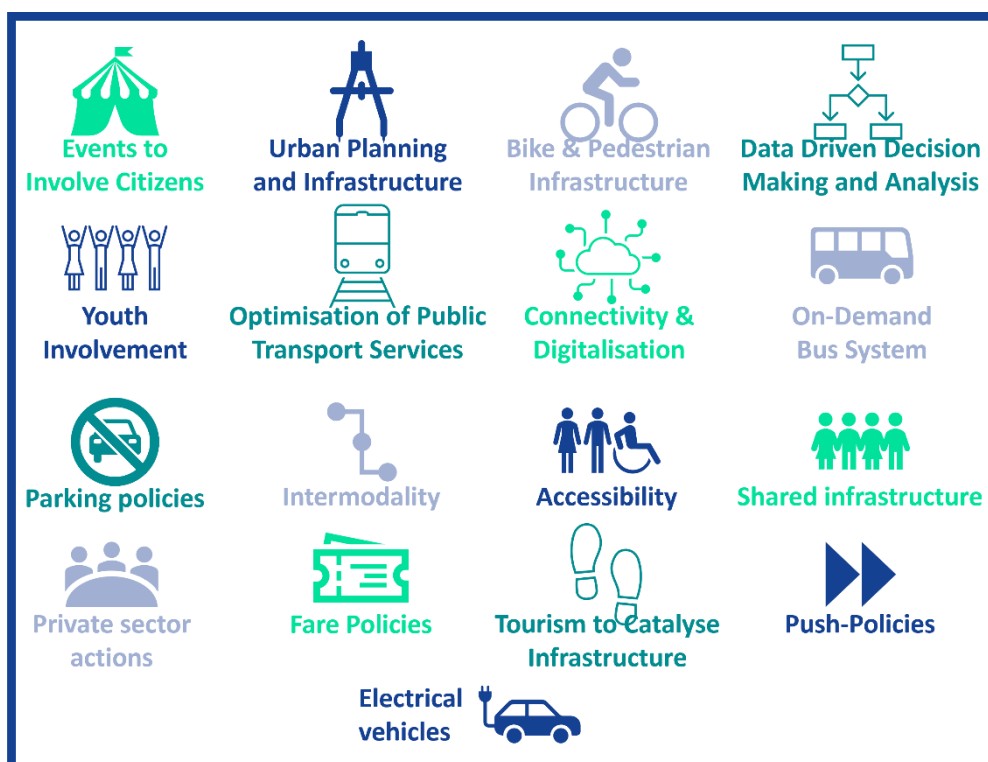 Events to
Involve Citizens
Urban Planning
and Infrastructure
Bike & Pedestrian
Infrastructure
Data Driven Decision
Making and Analysis
Youth
Involvement
Optimisation of Public
Transport Services
Connectivity &
Digitalisation
On-Demand
Bus System
Parking policies
Intermodality
Accessibility
Shared infrastructure
Private sector
actions
Fare Policies
Tourism to Catalyse
Infrastructure
Push-Policies
Electrical
vehicles